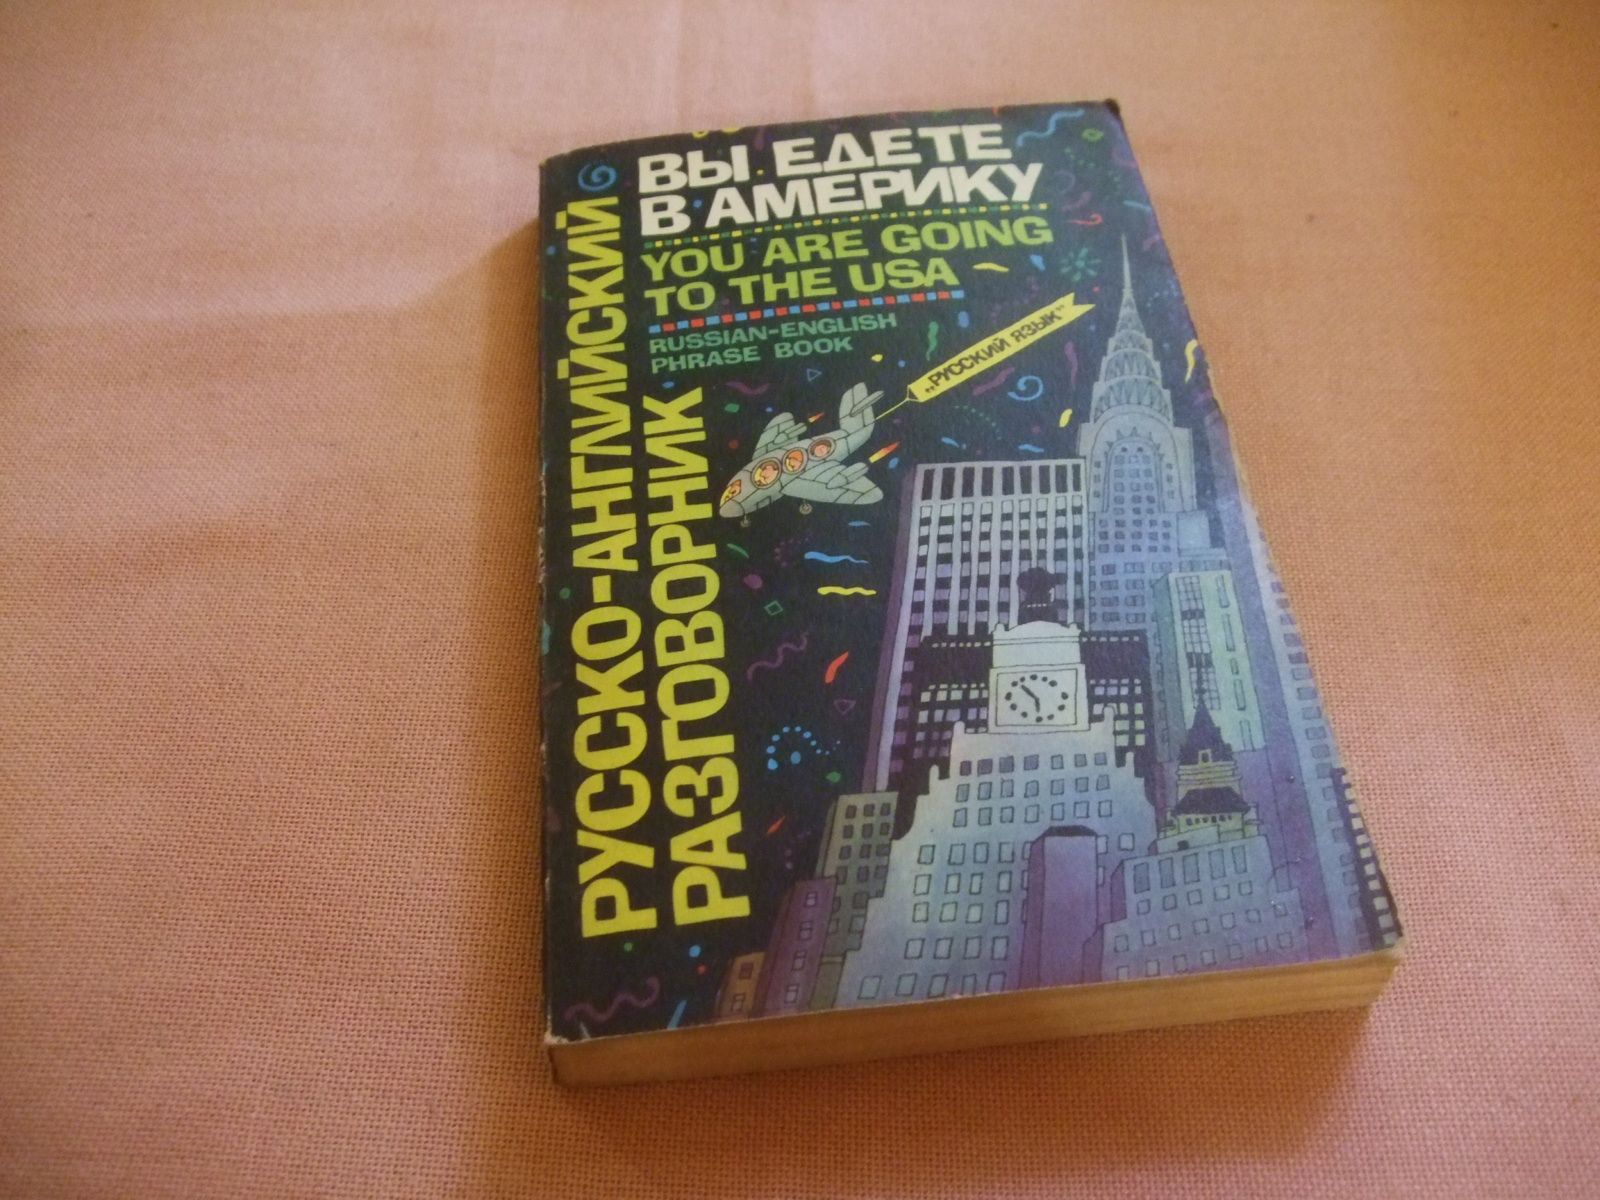 ВЫ ЕДЕТЕ
В АМЕРИКУ
YOU ARE GOING
TO THE USA
RUSSIAN-ENGLISH
PHRASE BOOK
„РУССКИЙ ЯЗЫК“
РУССКО-АНГЛИЙСКИЙ
РАЗГОВОРНИК